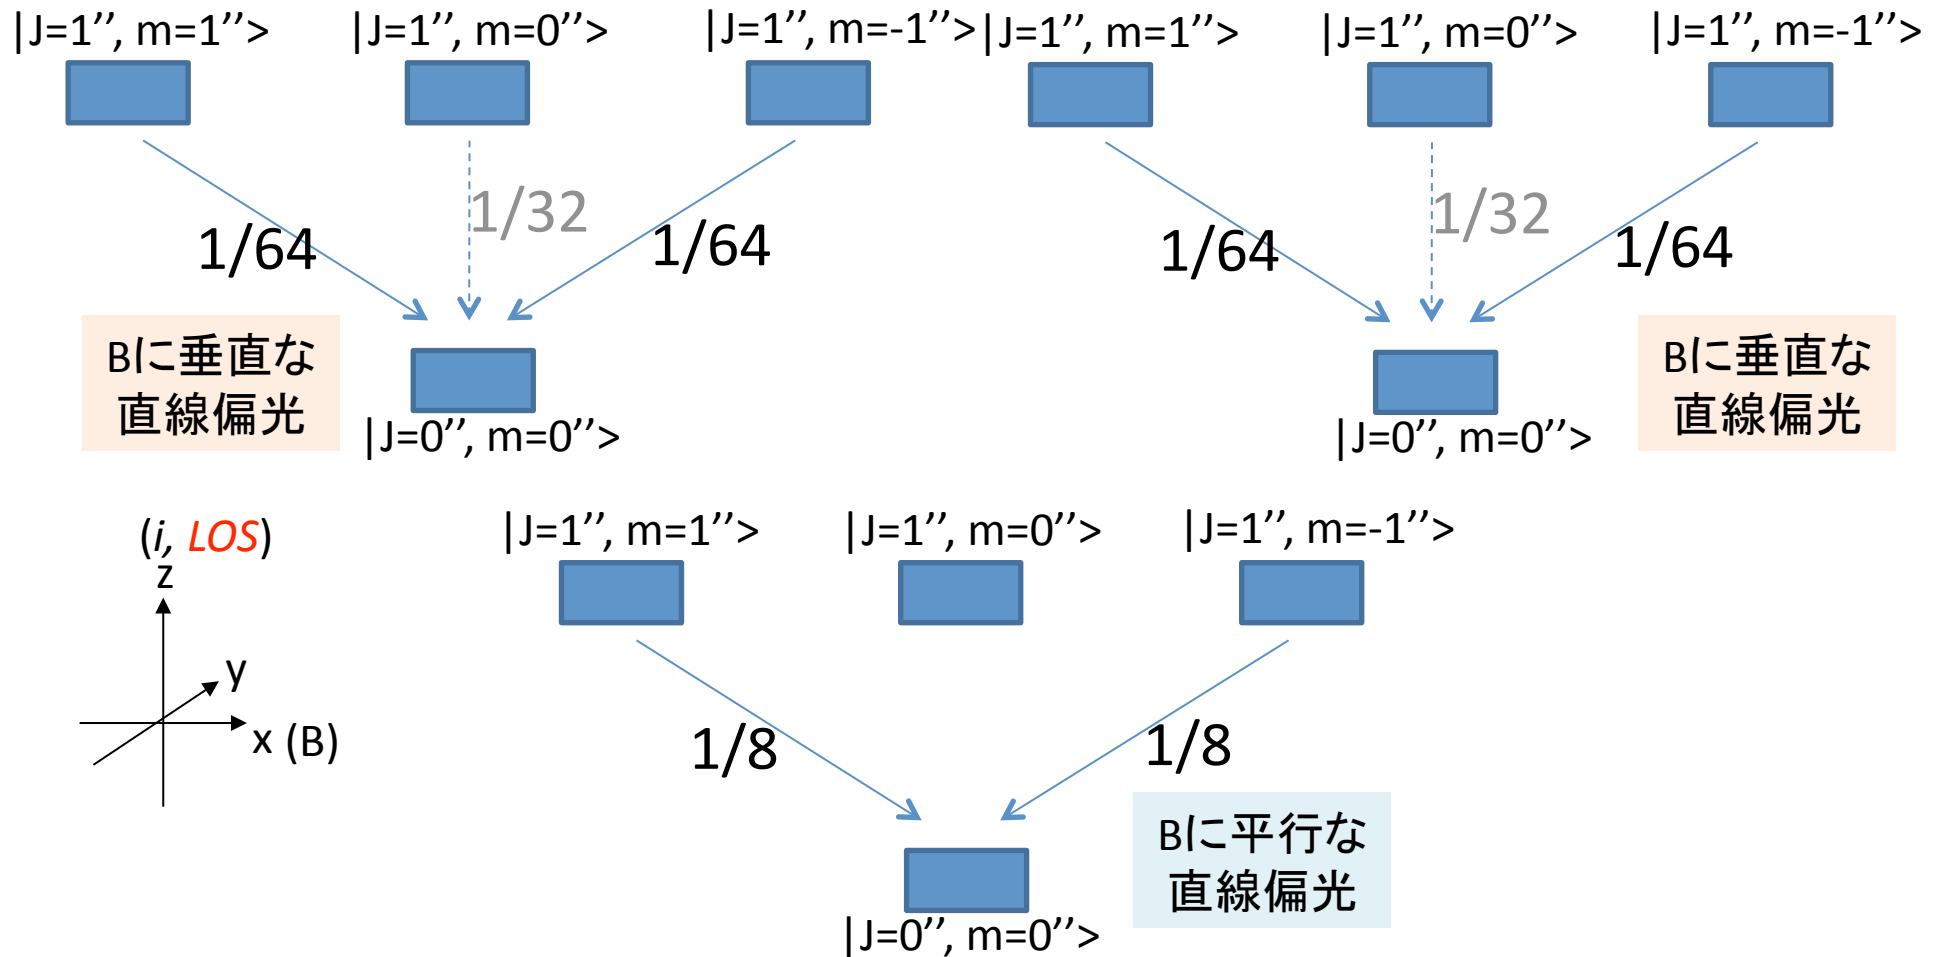 |J=1’’, m=1’’> |J=1’’, m=0’’> |J=1’’, m=-1’’> |J=1’’, m=1’’> |J=1’’, m=0’’> |J=1’’, m=-1’’>
1/64 1/32 1/64 1/64 1/32 1/64
Bに垂直な
直線偏光
|J=0’’, m=0’’>
Bに垂直な
直線偏光
|J=0’’, m=0’’>
(i, LOS)
z
y
x (B)
|J=1’’, m=1’’> |J=1’’, m=0’’> |J=1’’, m=-1’’>
1/8 1/8
Bに平行な
直線偏光
|J=0’’, m=0’’>